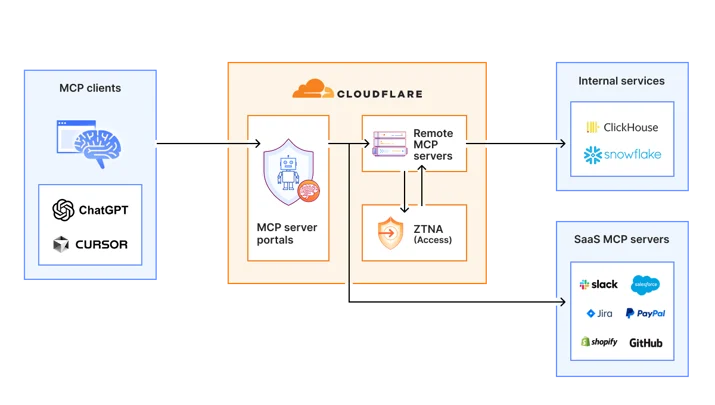 MCP clients
ChatGPT
CURSOR
CLOUDFLARE
MCP server
portals
Remote
MCP
servers
ZTNA
(Access)
Internal services
ClickHouse
snowflake
SaaS MCP servers
slack
salesforce
Jira
PayPal
shopify
GitHub